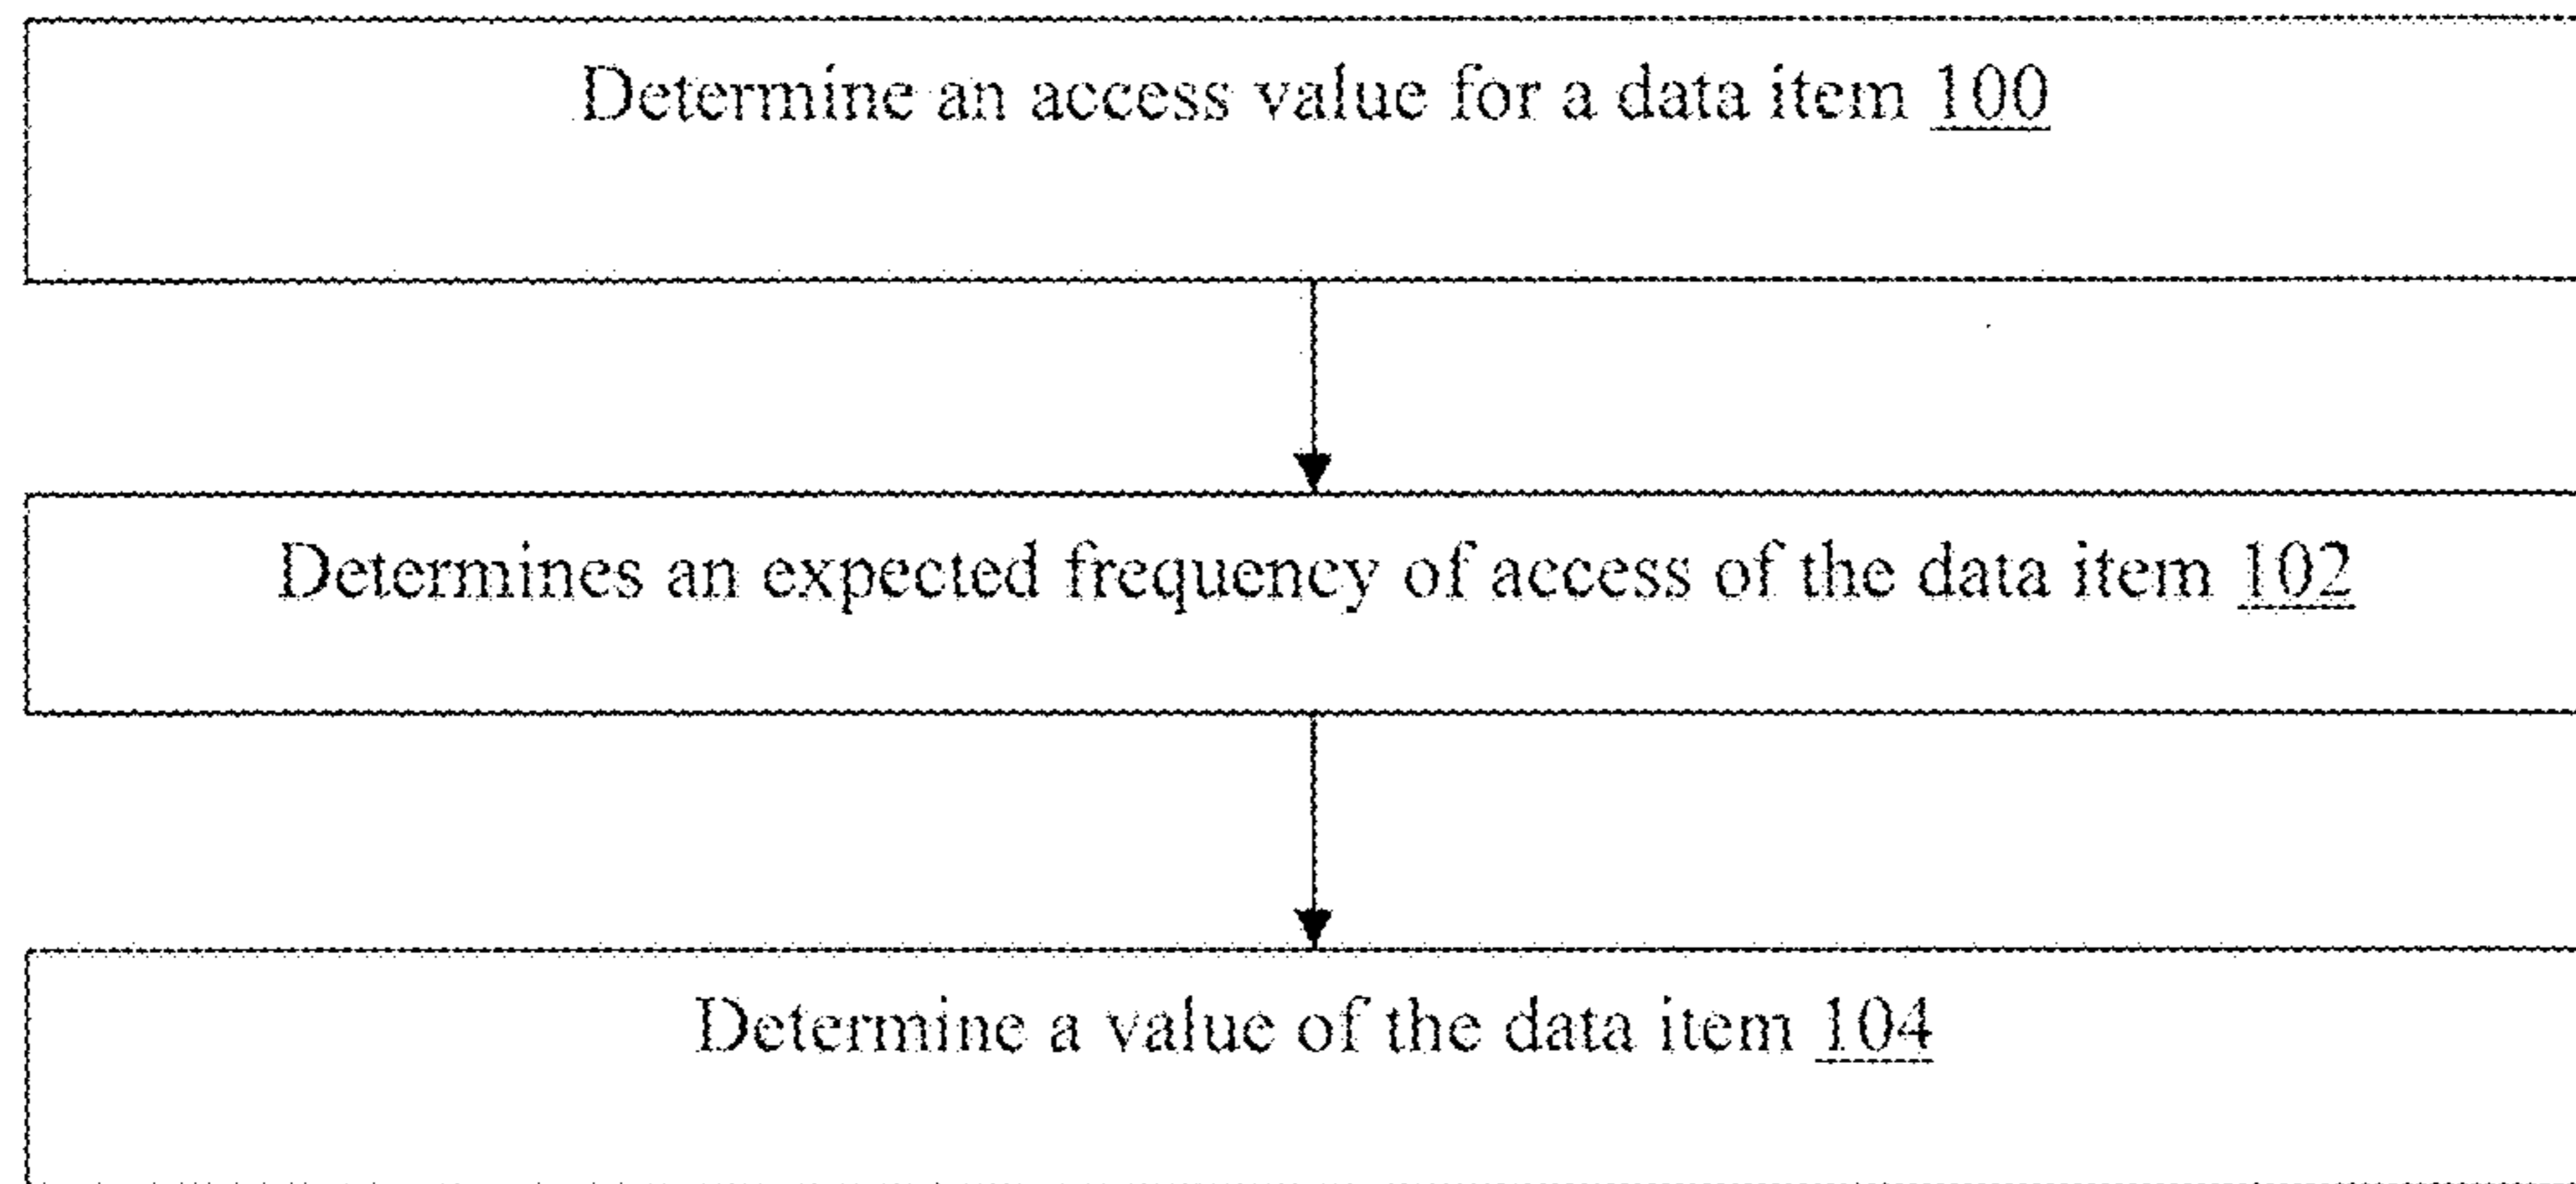 Determine an access value for a data item 100
Determines an expected frequency of access of the data item 102
Determine a value of the data item 104